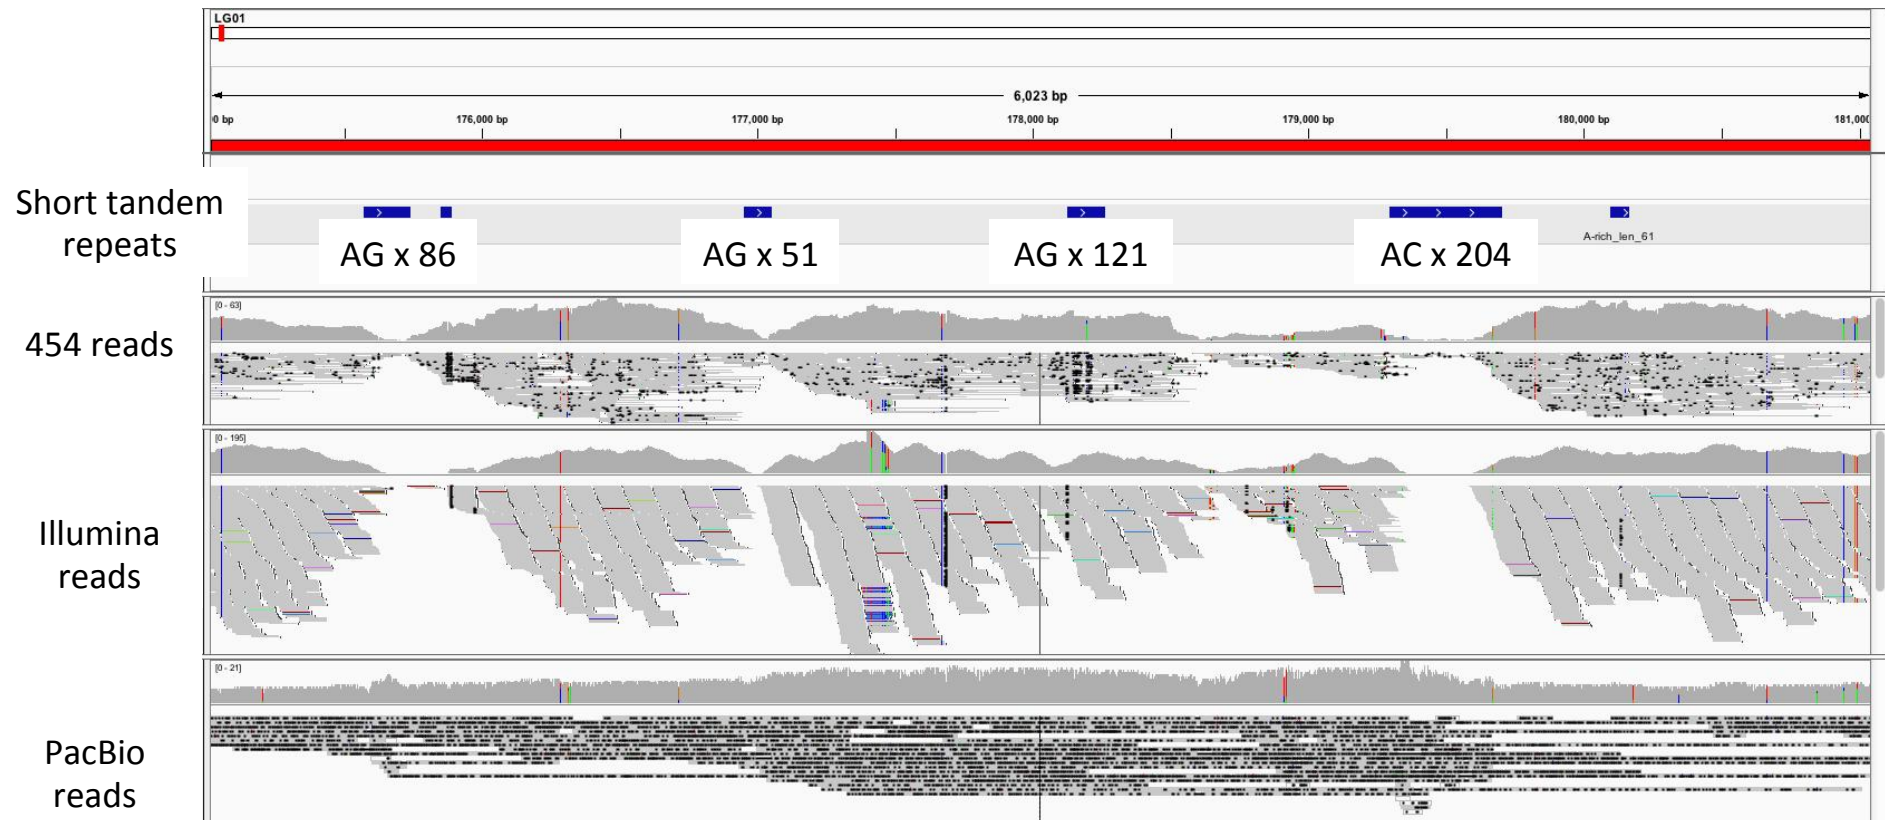 LG01
6,023 bp
0 bp 176,000 bp 177,000 bp 178,000 bp 179,000 bp 180,000 bp 181,000
Short tandem
repeats
AG x 86 AG x 51 AG x 121 AC x 204 A-rich_len_61
[0 - 63]
454 reads
[0 - 195]
Illumina
reads
[0 - 21]
PacBio
reads